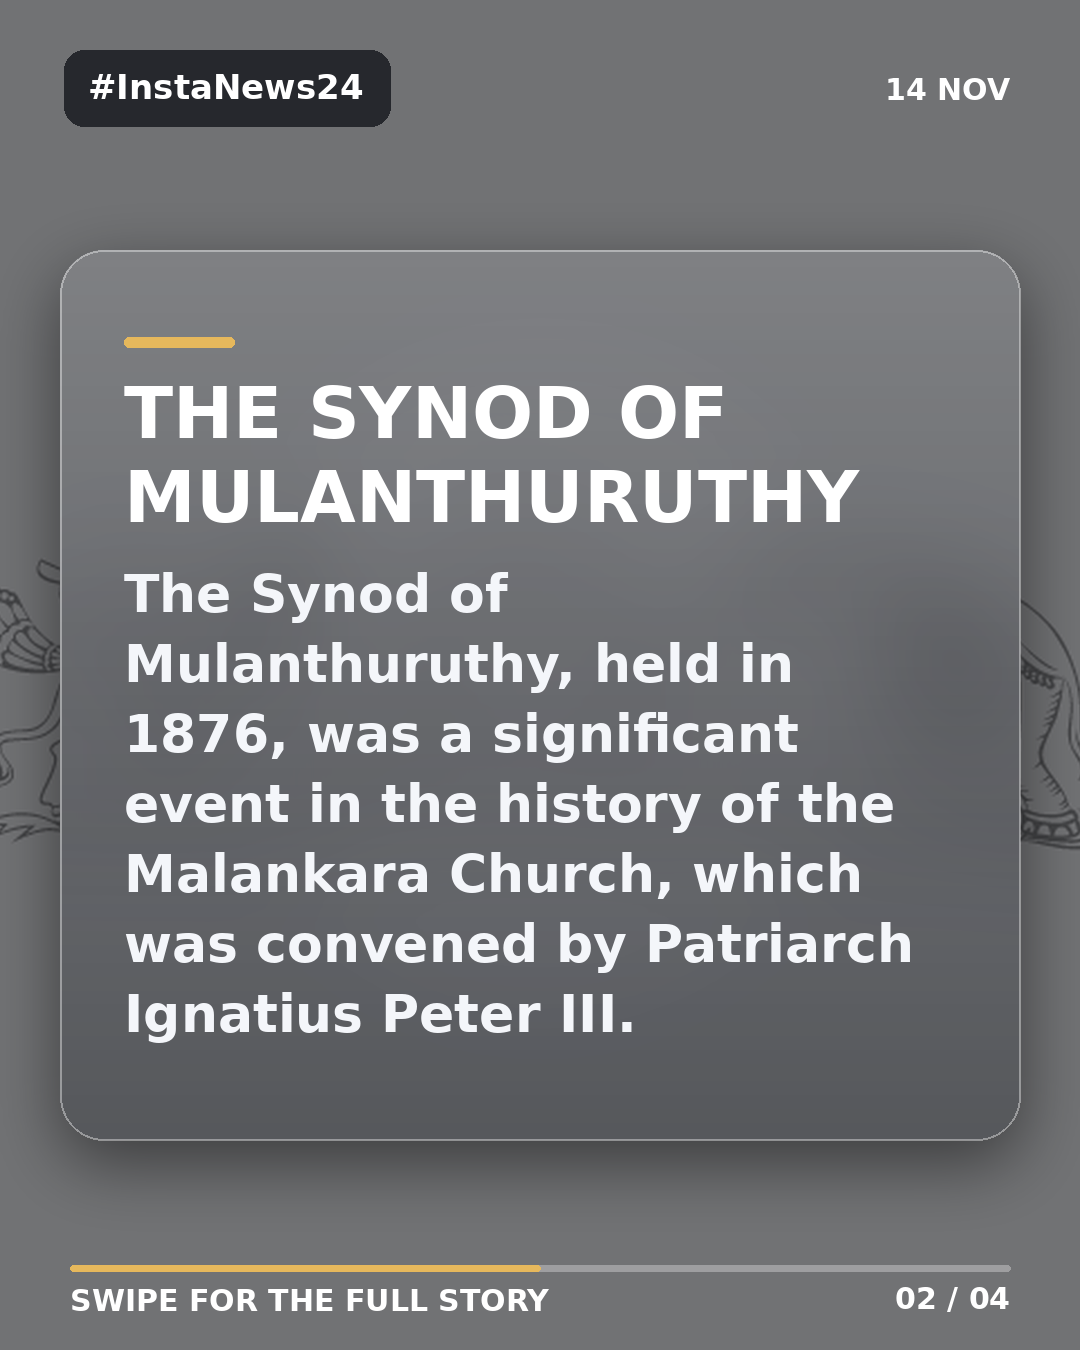 #InstaNews24
14 NOV
THE SYNOD OF
MULANTHURUTHY
The Synod of
Mulanthuruthy, held in
1876, was a significant
event in the history of the
Malankara Church, which
was convened by Patriarch
Ignatius Peter III.
SWIPE FOR THE FULL STORY
02 / 04